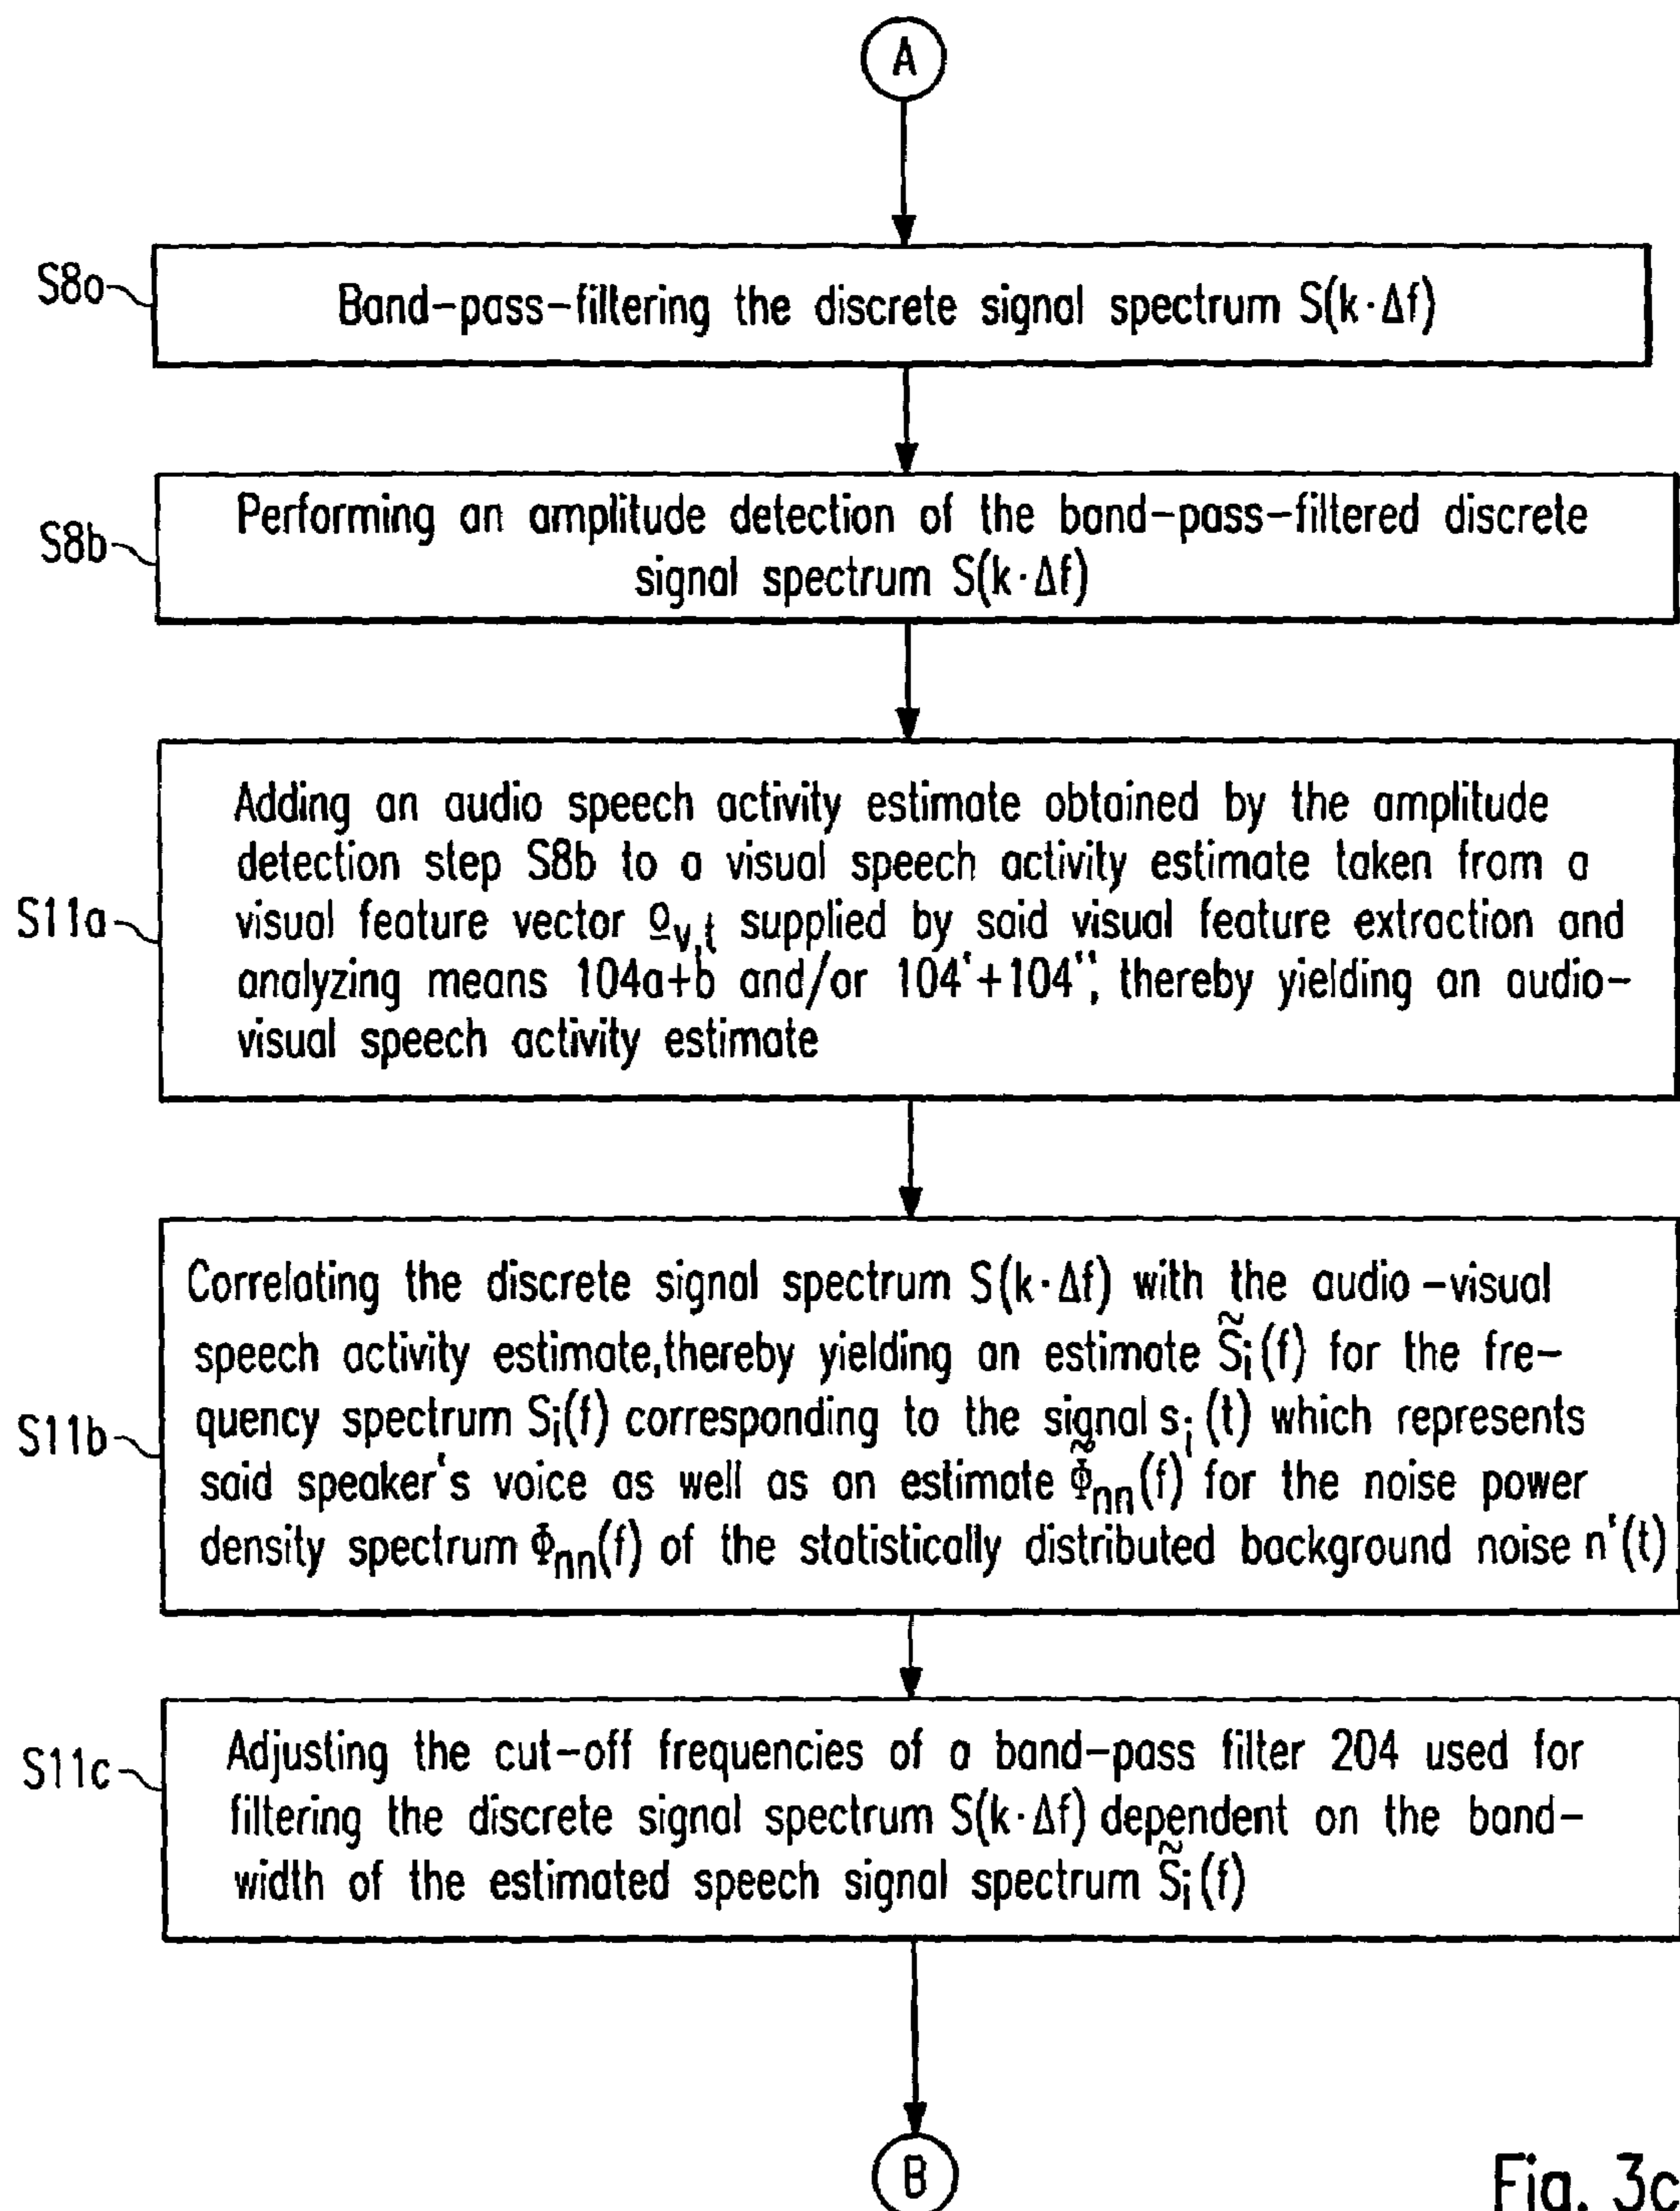 A
S8a
Band-pass-filtering the discrete signal spectrum S(k·Δf)
S8b
Performing an amplitude detection of the band-pass-filtered discrete
signal spectrum S(k·Δf)
S11a
Adding an audio speech activity estimate obtained by the amplitude
detection step S8b to a visual speech activity estimate taken from a
visual feature vector o̲ᵥ,ₜ supplied by said visual feature extraction and
analyzing means 104a+b and/or 104'+104", thereby yielding an audio-
visual speech activity estimate
S11b
Correlating the discrete signal spectrum S(k·Δf) with the audio-visual
speech activity estimate, thereby yielding an estimate S̃ᵢ(f) for the fre-
quency spectrum Sᵢ(f) corresponding to the signal sᵢ(t) which represents
said speaker's voice as well as an estimate Φ̃ₙₙ(f) for the noise power
density spectrum Φₙₙ(f) of the statistically distributed background noise n'(t)
S11c
Adjusting the cut-off frequencies of a band-pass filter 204 used for
filtering the discrete signal spectrum S(k·Δf) dependent on the band-
width of the estimated speech signal spectrum S̃ᵢ(f)
B
Fig. 3c